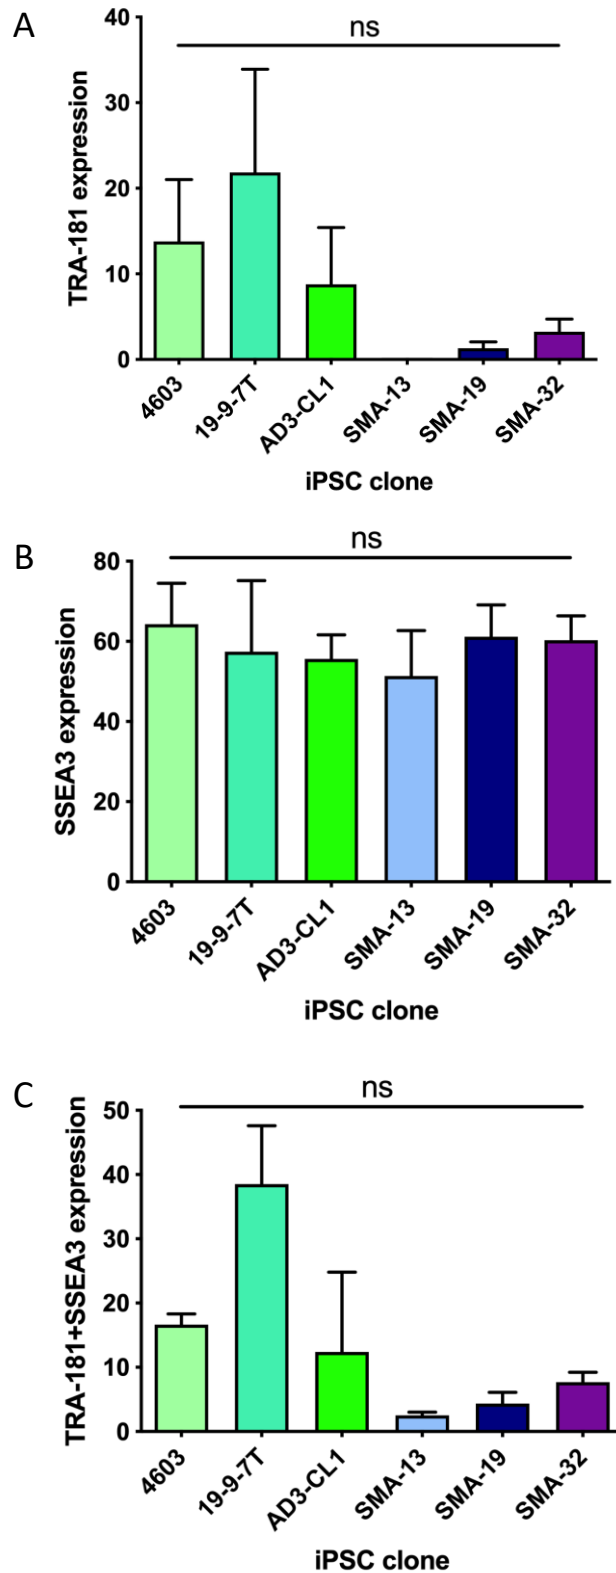 A
ns
TRA-181 expression
40
30
20
10
0
4603
19-9-7T
AD3-CL1
SMA-13
SMA-19
SMA-32
iPSC clone
B
ns
SSEA3 expression
80
60
40
20
0
4603
19-9-7T
AD3-CL1
SMA-13
SMA-19
SMA-32
iPSC clone
C
ns
TRA-181+SSEA3 expression
50
40
30
20
10
0
4603
19-9-7T
AD3-CL1
SMA-13
SMA-19
SMA-32
iPSC clone